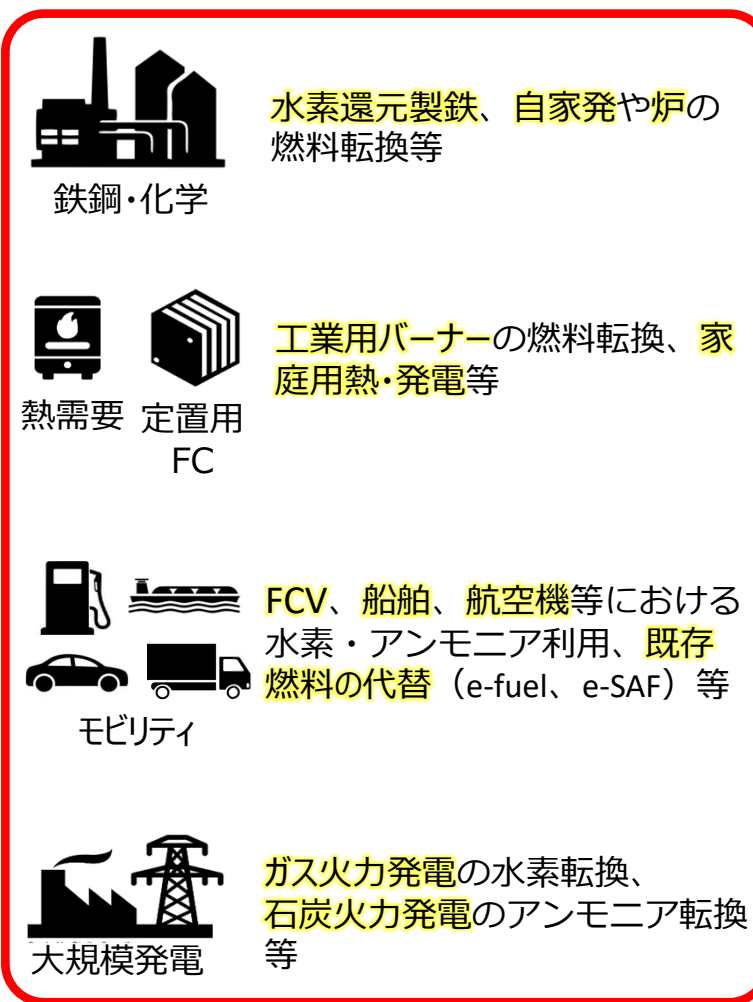 水素還元製鉄、自家発や炉の
燃料転換等
鉄鋼・化学
工業用バーナーの燃料転換、家
庭用熱・発電等
熱需要
定置用
FC
FCV、船舶、航空機等における
水素・アンモニア利用、既存
燃料の代替（e-fuel、e-SAF）等
モビリティ
ガス火力発電の水素転換、
石炭火力発電のアンモニア転換
等
大規模発電